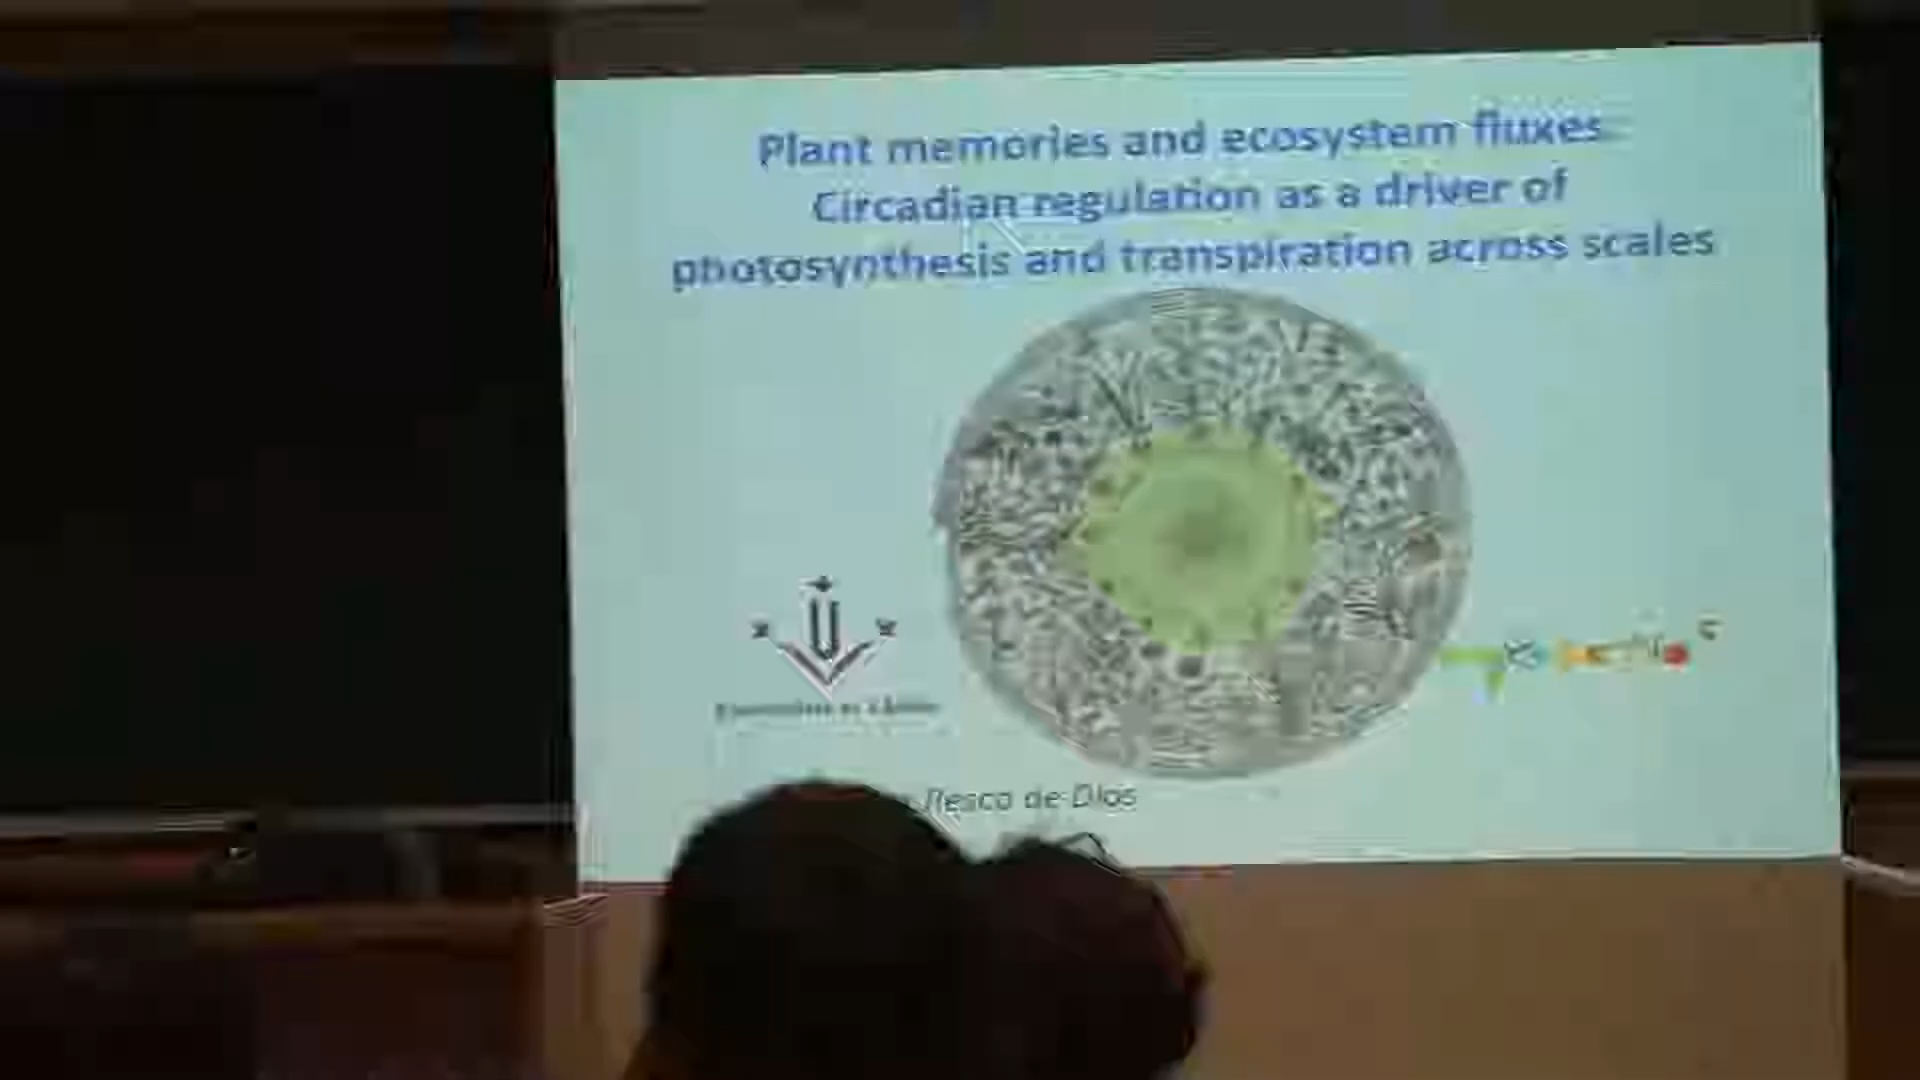 Plant memories and ecosystem fluxes
Circadian regulation as a driver of
photosynthesis and transpiration across scales
U
Resco de Dios